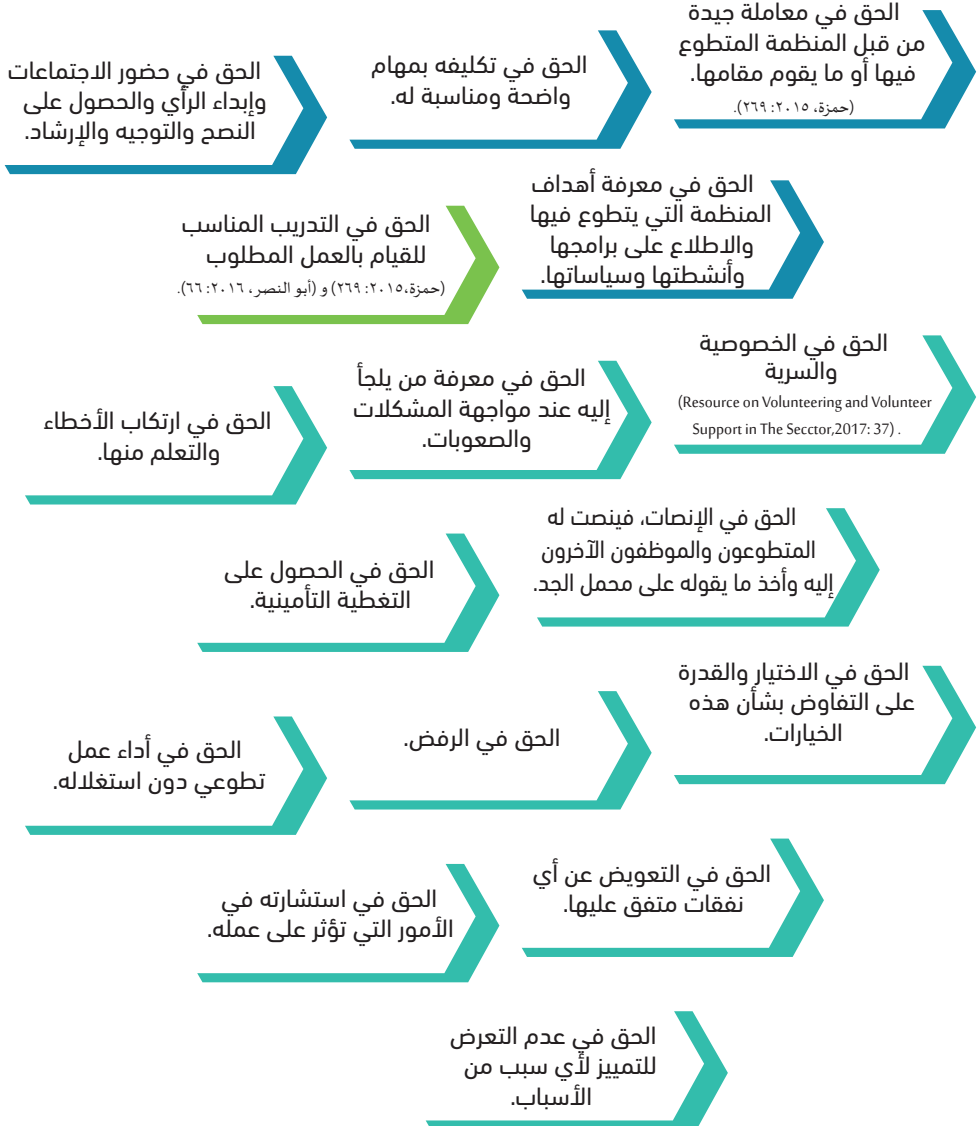 الحق في معاملة جيدة
من قبل المنظمة المتطوع
فيها أو ما يقوم مقامها.
(حمزة، ٢٠١٥: ٢٦٩).
الحق في تكليفه بمهام
واضحة ومناسبة له.
الحق في حضور الاجتماعات
وإبداء الرأي والحصول على
النصح والتوجيه والإرشاد.
الحق في معرفة أهداف
المنظمة التي يتطوع فيها
والاطلاع على برامجها
وأنشطتها وسياساتها.
الحق في التدريب المناسب
للقيام بالعمل المطلوب
(حمزة،٢٠١٥: ٢٦٩) و (أبو النصر، ٢٠١٦: ٦٦).
الحق في الخصوصية
والسرية
(Resource on Volunteering and Volunteer
Support in The Secctor,2017: 37) .
الحق في معرفة من يلجأ
إليه عند مواجهة المشكلات
والصعوبات.
الحق في ارتكاب الأخطاء
والتعلم منها.
الحق في الإنصات، فينصت له
المتطوعون والموظفون الآخرون
إليه وأخذ ما يقوله على محمل الجد.
الحق في الحصول على
التغطية التأمينية.
الحق في الاختيار والقدرة
على التفاوض بشأن هذه
الخيارات.
الحق في الرفض.
الحق في أداء عمل
تطوعي دون استغلاله.
الحق في التعويض عن أي
نفقات متفق عليها.
الحق في استشارته في
الأمور التي تؤثر على عمله.
الحق في عدم التعرض
للتمييز لأي سبب من
الأسباب.